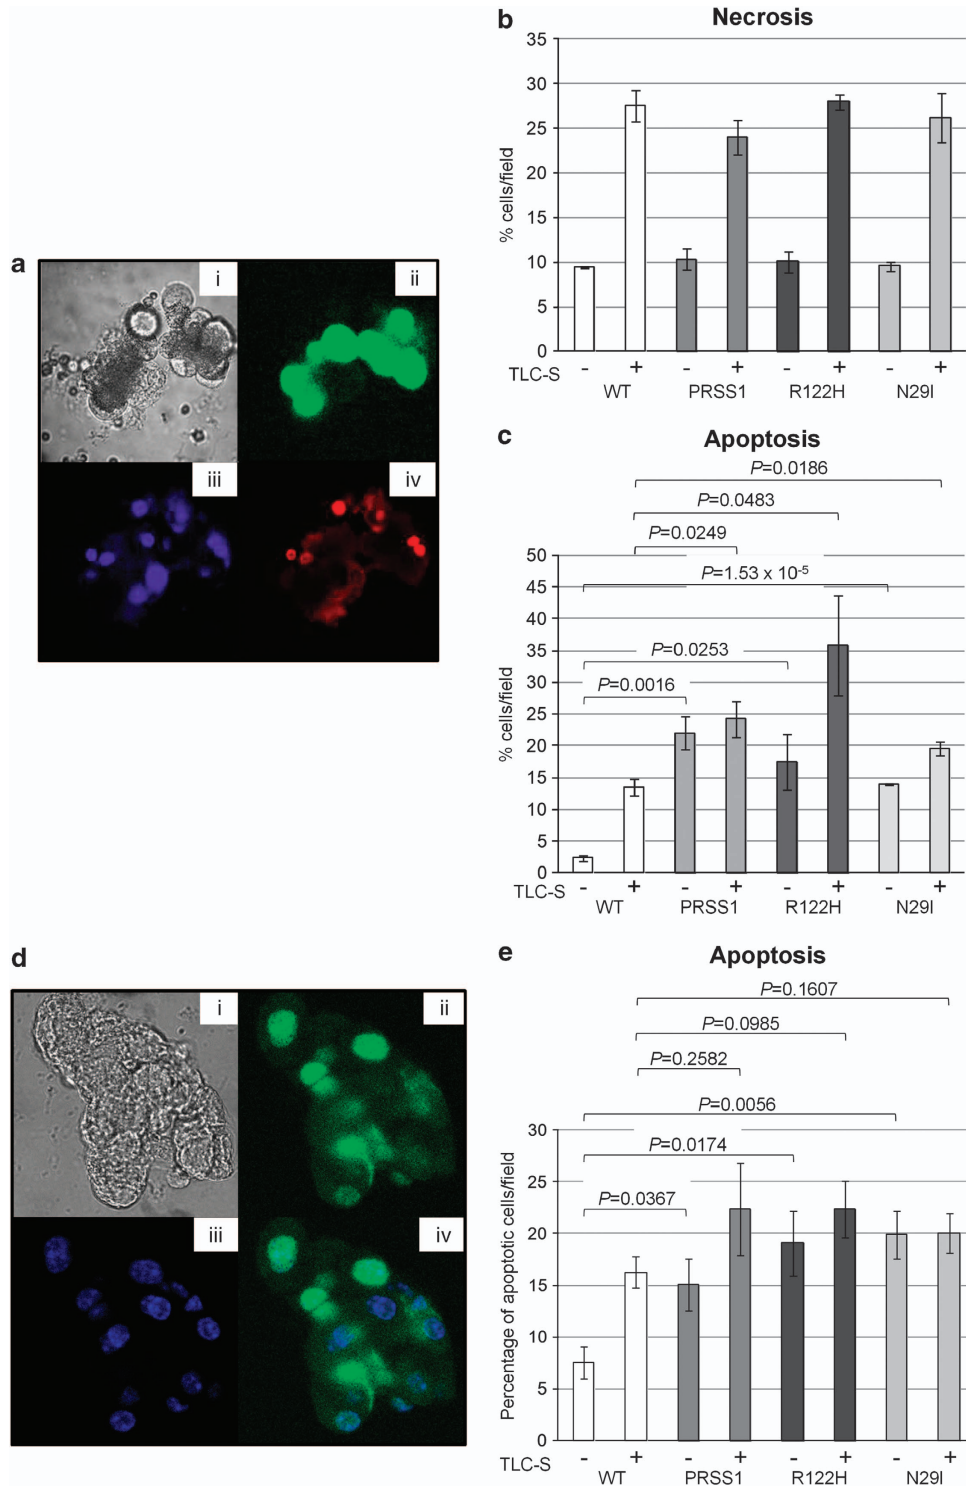 b
Necrosis
35
30
25
20
15
10
5
0
% cells/field
TLC-S
- + - + - + - +
WT PRSS1 R122H N29I
a
i
ii
iii
iv
c
Apoptosis
P=0.0186
P=0.0483
P=0.0249
P=1.53 x 10-5
P=0.0253
P=0.0016
50
45
40
35
30
25
20
15
10
5
0
% cells/field
TLC-S
- + - + - + - +
WT PRSS1 R122H N29I
d
i
ii
iii
iv
e
Apoptosis
P=0.1607
P=0.0985
P=0.2582
P=0.0056
P=0.0174
P=0.0367
30
25
20
15
10
5
0
Percentage of apoptotic cells/field
TLC-S
- + - + - + - +
WT PRSS1 R122H N29I